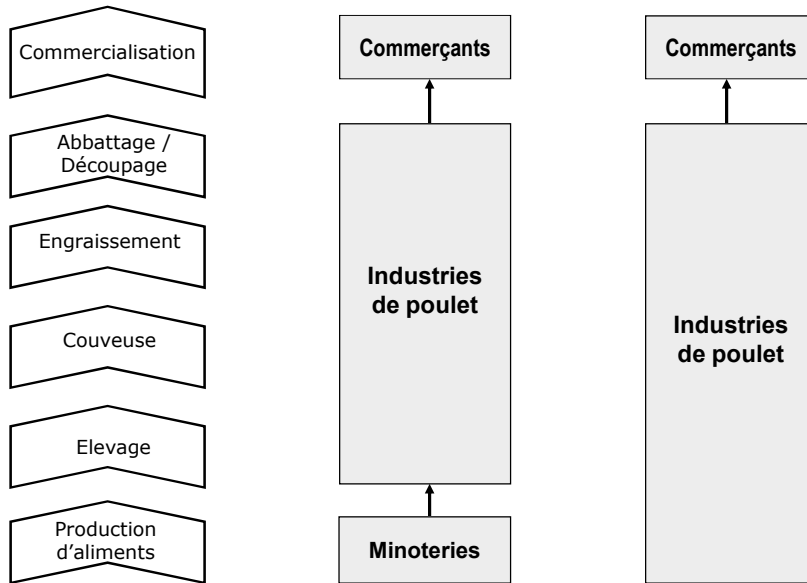 Commercialisation
Abbattage /
Découpage
Engraissement
Couveuse
Elevage
Production
d'aliments
Commerçants
Industries
de poulet
Minoteries
Commerçants
Industries
de poulet